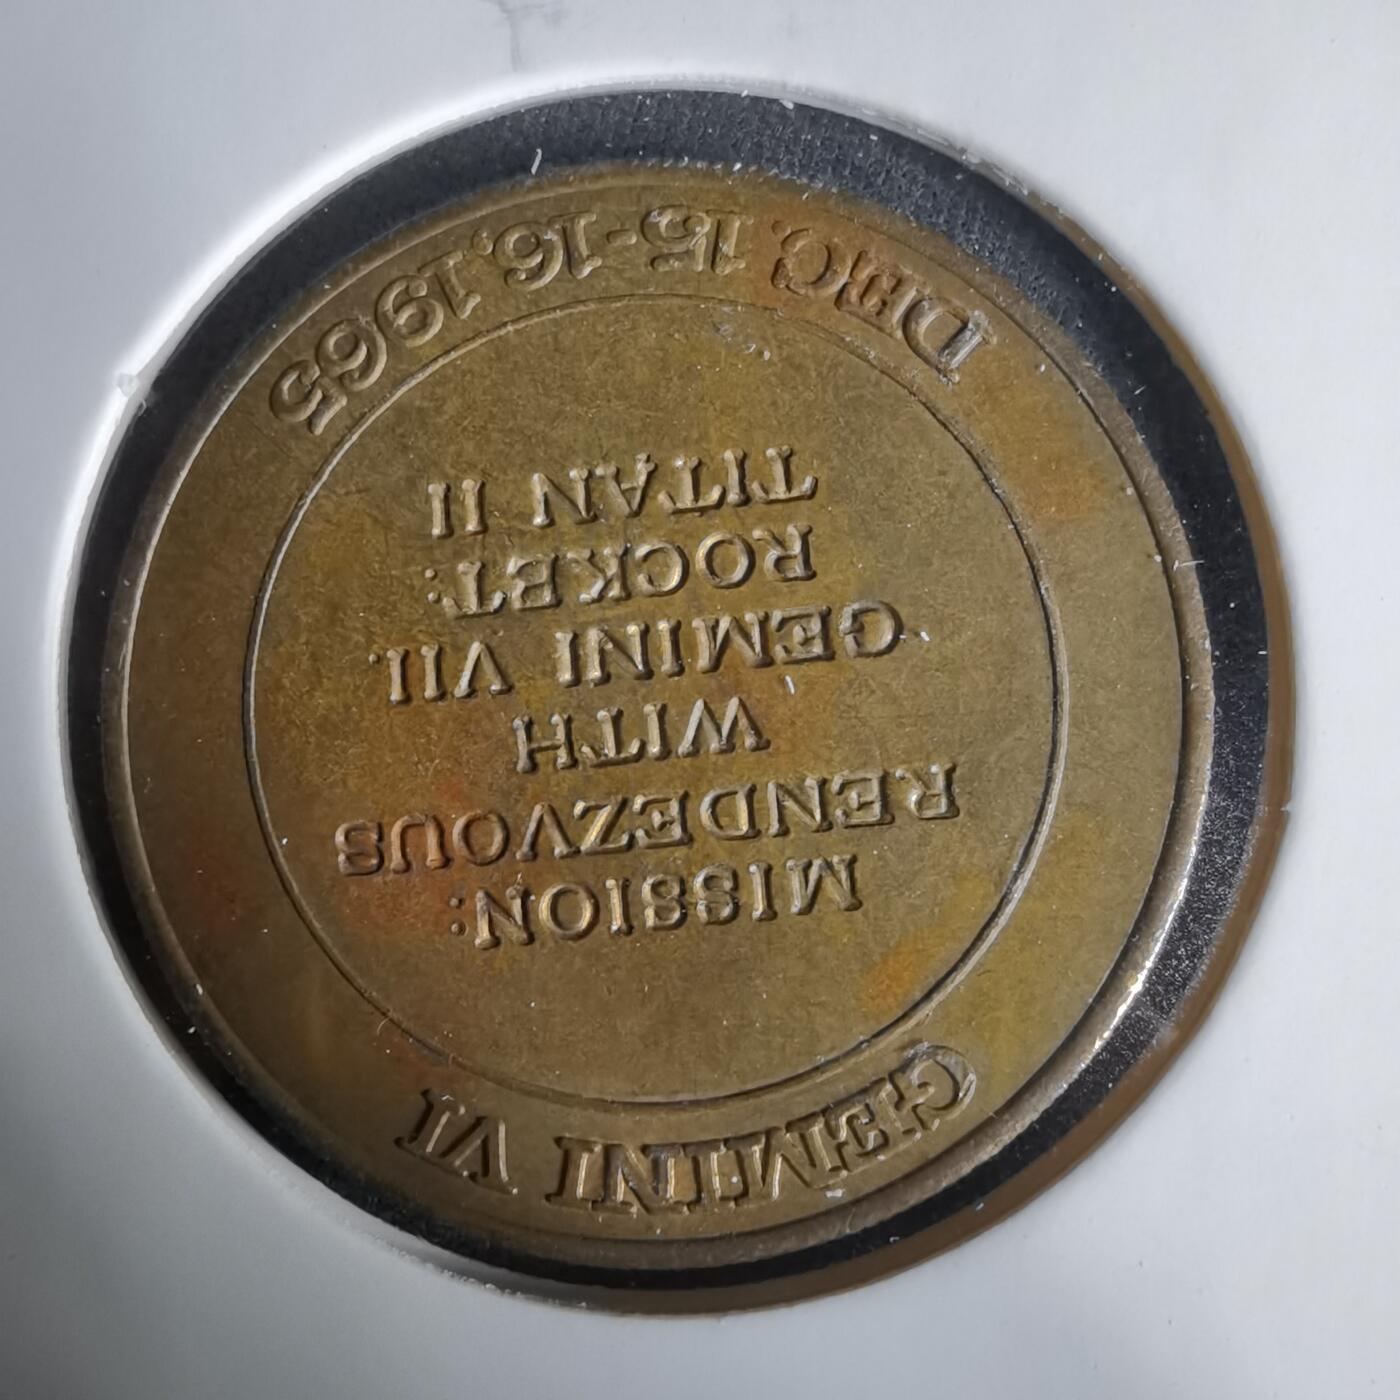 GEMINI VI
MISSION:
RENDEZVOUS
WITH
GEMINI VII.
ROCKET:
TITAN II
DEC. 15-16, 1965